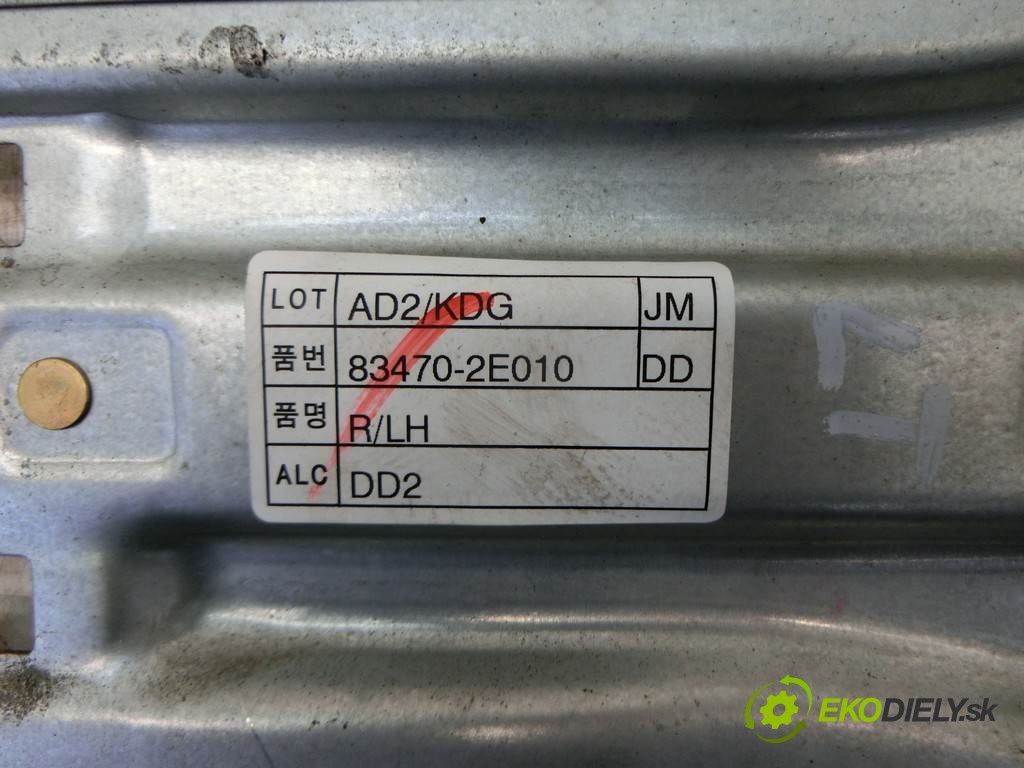 LOT AD2/KDG JM
품번 83470-2E010 DD
품명 R/LH
ALC DD2
EKODIELY.sk